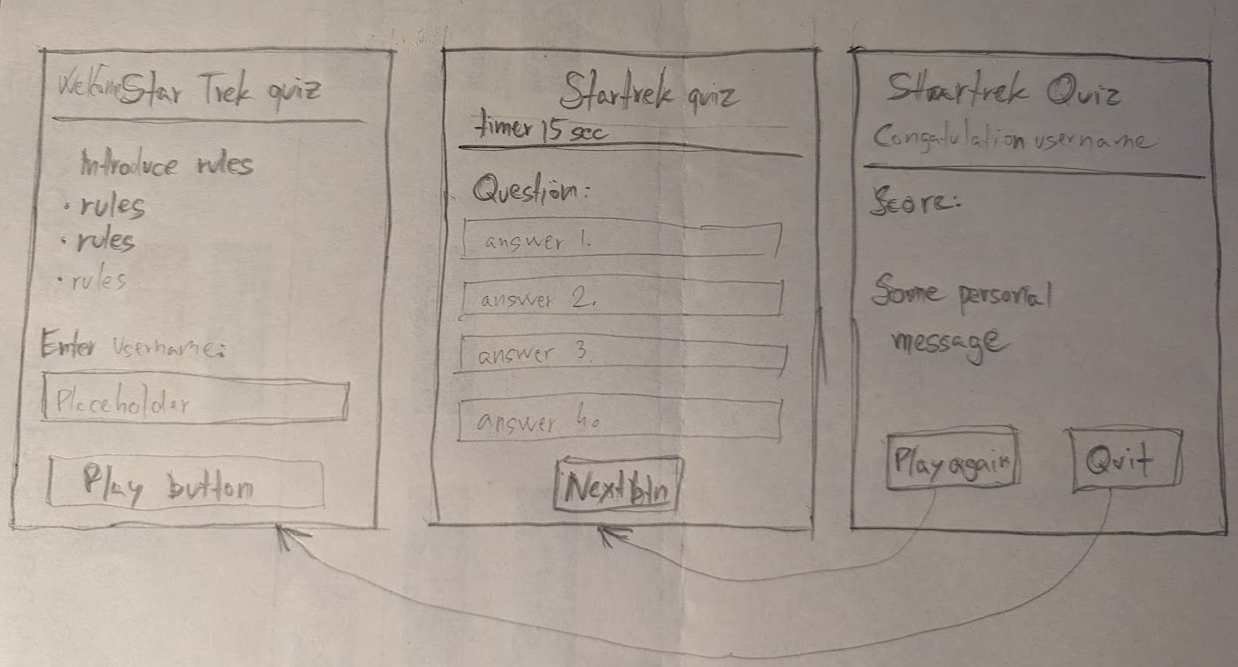 Welcome Star Trek quiz
Introduce rules
• rules
• rules
• rules
Enter username:
Placeholder
Play button
Startrek quiz
timer 15 sec
Question:
answer 1.
answer 2.
answer 3.
answer 4.
Next btn
Startrek Quiz
Congatulation username
Score:
Some personal
message
Play again
Quit